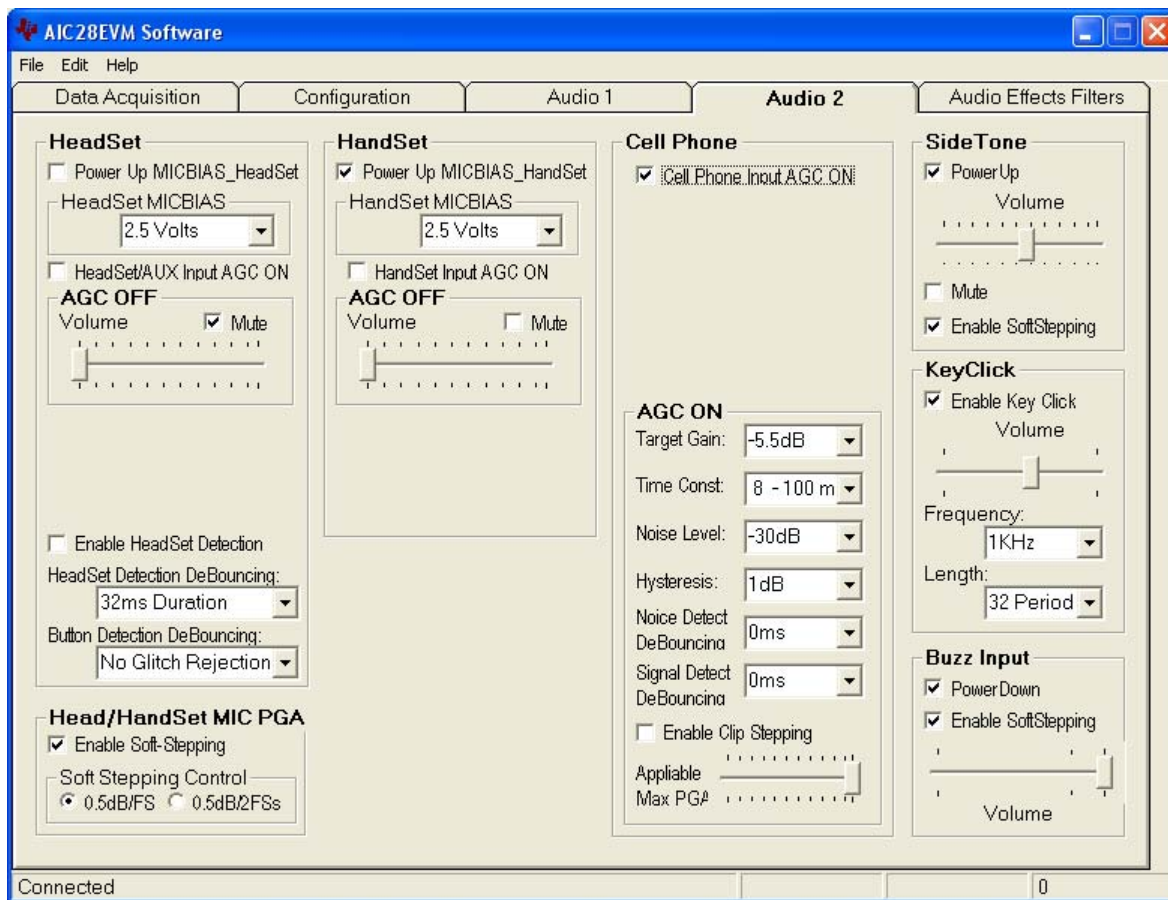 AIC28EVM Software
File Edit Help
Data Acquisition
Configuration
Audio 1
Audio 2
Audio Effects Filters
HeadSet
Power Up MICBIAS_HeadSet
HeadSet MICBIAS
2.5 Volts
HeadSet/AUX Input AGC ON
AGC OFF
Volume
Mute
Enable HeadSet Detection
HeadSet Detection DeBouncing:
32ms Duration
Button Detection DeBouncing:
No Glitch Rejection
Head/HandSet MIC PGA
Enable Soft-Stepping
Soft Stepping Control
0.5dB/FS
0.5dB/2FSs
HandSet
Power Up MICBIAS_HandSet
HandSet MICBIAS
2.5 Volts
HandSet Input AGC ON
AGC OFF
Volume
Mute
Cell Phone
Cell Phone Input AGC ON
AGC ON
Target Gain:
-5.5dB
Time Const:
8 -100 m
Noise Level:
-30dB
Hysteresis:
1dB
Noice Detect
DeBouncing
0ms
Signal Detect
DeBouncing
0ms
Enable Clip Stepping
Appliable
Max PGA
SideTone
PowerUp
Volume
Mute
Enable SoftStepping
KeyClick
Enable Key Click
Volume
Frequency:
1KHz
Length:
32 Period
Buzz Input
PowerDown
Enable SoftStepping
Volume
Connected
0